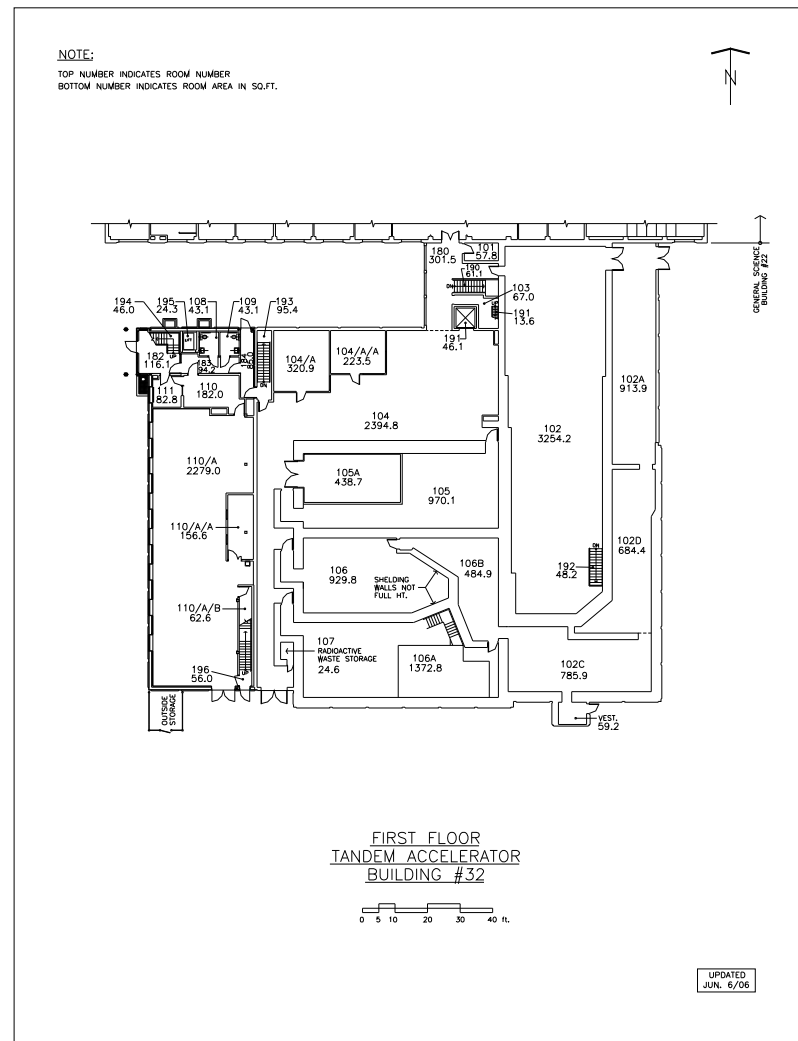 NOTE:
TOP NUMBER INDICATES ROOM NUMBER
BOTTOM NUMBER INDICATES ROOM AREA IN SQ.FT.
N
GENERAL SCIENCE
BUILDING #22
180
301.5
101
57.8
190
61.1
DN
103
67.0
191
13.6
191
46.1
194
46.0
195
24.3
108
43.1
109
43.1
193
95.4
182
116.1
183
94.2
184
85.0
111
82.8
110
182.0
104/A
320.9
104/A/A
223.5
104
2394.8
102
3254.2
102A
913.9
110/A
2279.0
105A
438.7
105
970.1
110/A/A
156.6
106
929.8
SHELDING
WALLS NOT
FULL HT.
106B
484.9
192
48.2
DN
102D
684.4
110/A/B
62.6
107
RADIOACTIVE
WASTE STORAGE
24.6
106A
1372.8
102C
785.9
196
56.0
OUTSIDE
STORAGE
VEST.
59.2
FIRST FLOOR
TANDEM ACCELERATOR
BUILDING #32
0 5 10 20 30 40 ft.
UPDATED
JUN. 6/06